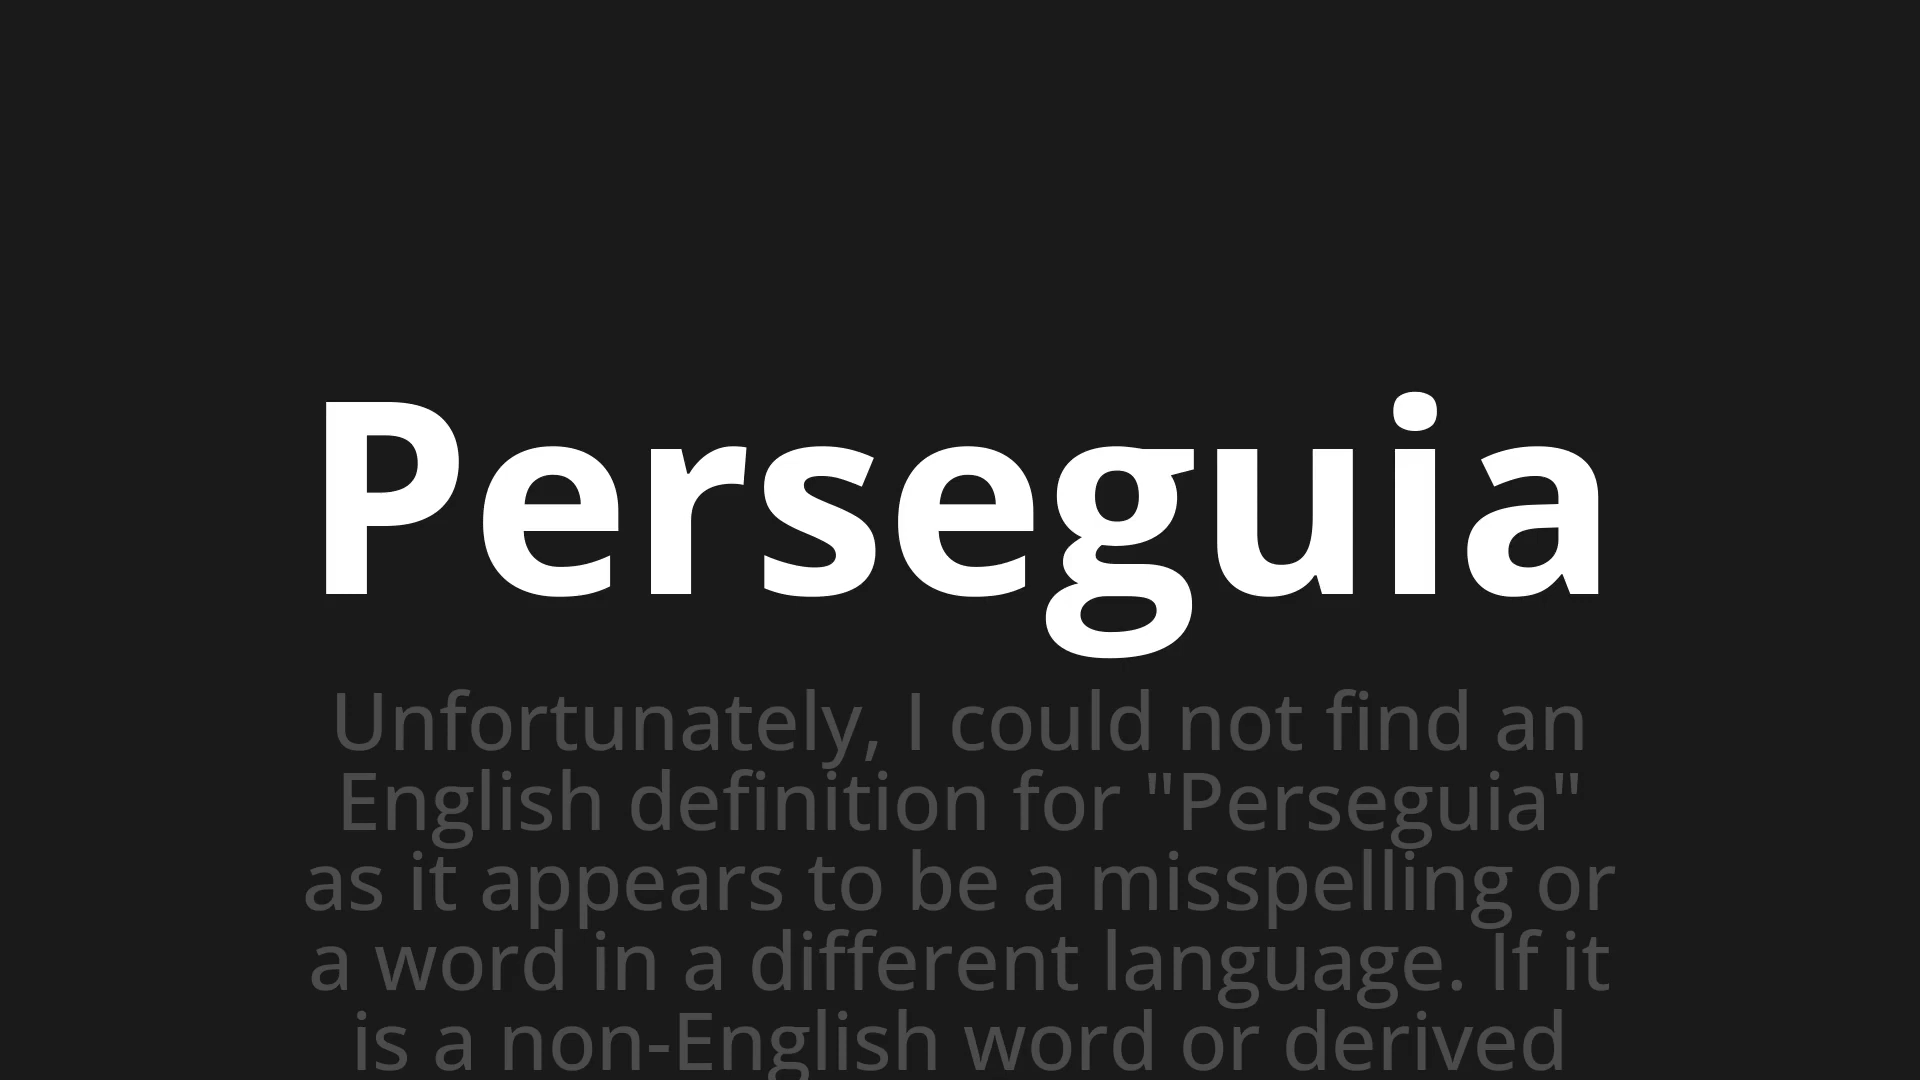 Perseguia
Unfortunately, I could not find an
English definition for "Perseguia"
as it appears to be a misspelling or
a word in a different language. If it
is a non-English word or derived